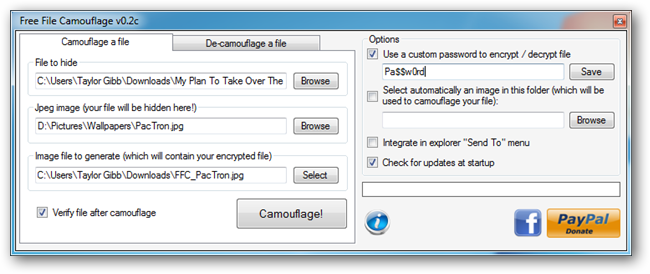 Free File Camouflage v0.2c
Camouflage a file
De-camouflage a file
File to hide
C:\Users\Taylor Gibb\Downloads\My Plan To Take Over The
Browse
Jpeg image (your file will be hidden here!)
D:\Pictures\Wallpapers\PacTron.jpg
Browse
Image file to generate (which will contain your encrypted file)
C:\Users\Taylor Gibb\Downloads\FFC_PacTron.jpg
Select
Verify file after camouflage
Camouflage!
Options
Use a custom password to encrypt / decrypt file
Pa$$w0rd
Save
Select automatically an image in this folder (which will be
used to camouflage your file):
Browse
Integrate in explorer "Send To" menu
Check for updates at startup
i
f
PayPal
Donate